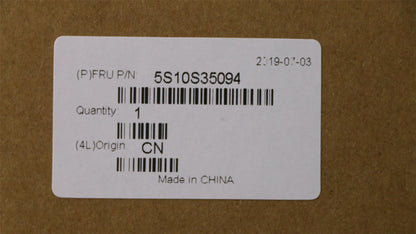 2019-07-03
(P)FRU P/N: 5S10S35094
Quantity: 1
(4L)Origin: CN
Made in CHINA